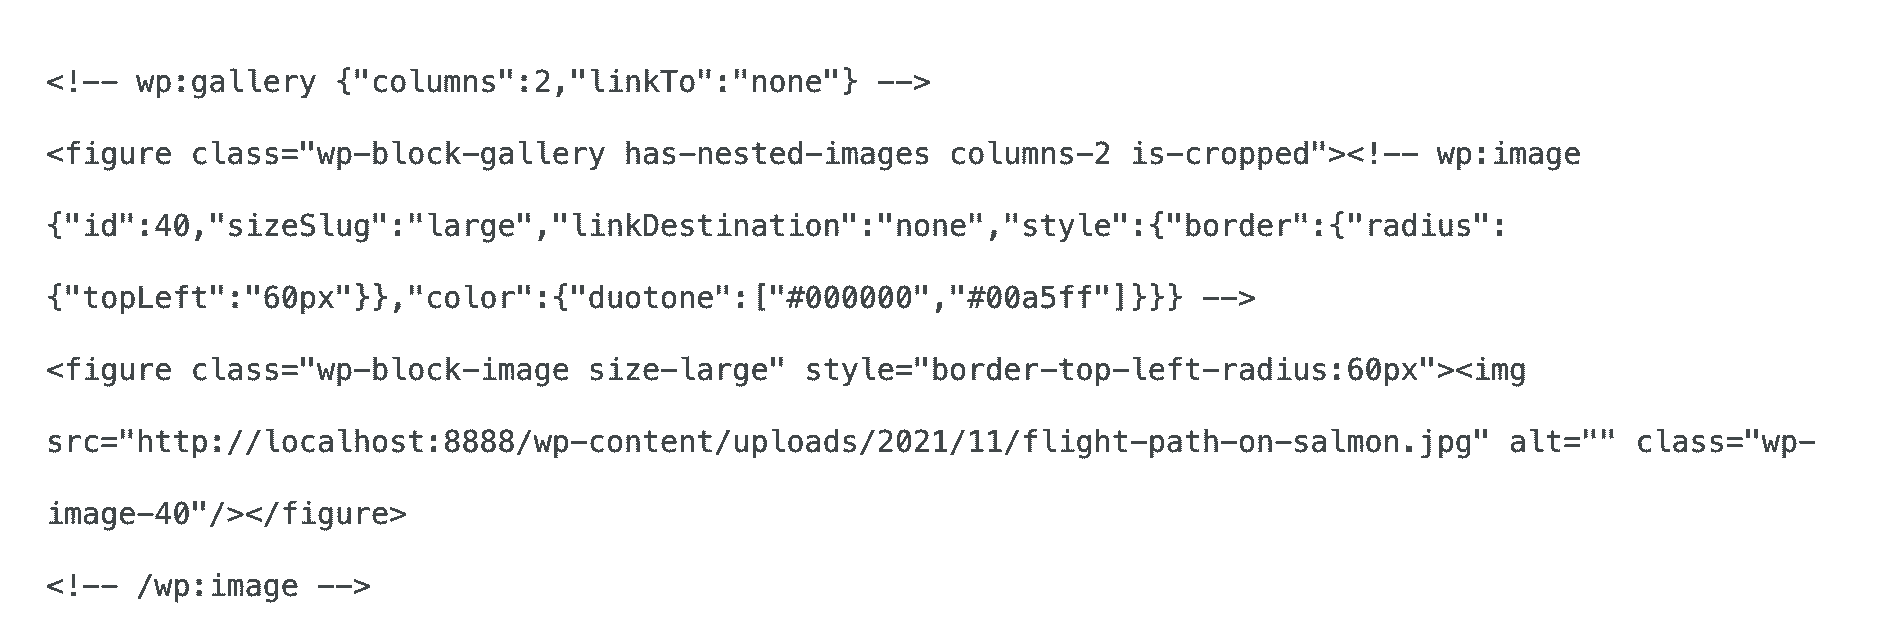 <!-- wp:gallery {"columns":2,"linkTo":"none"} -->
<figure class="wp-block-gallery has-nested-images columns-2 is-cropped"><!-- wp:image
{"id":40,"sizeSlug":"large","linkDestination":"none","style":{"border":{"radius":
{"topLeft":"60px"}},"color":{"duotone":["#000000","#00a5ff"]}}} -->
<figure class="wp-block-image size-large" style="border-top-left-radius:60px"><img
src="http://localhost:8888/wp-content/uploads/2021/11/flight-path-on-salmon.jpg" alt="" class="wp-
image-40"/></figure>
<!-- /wp:image -->